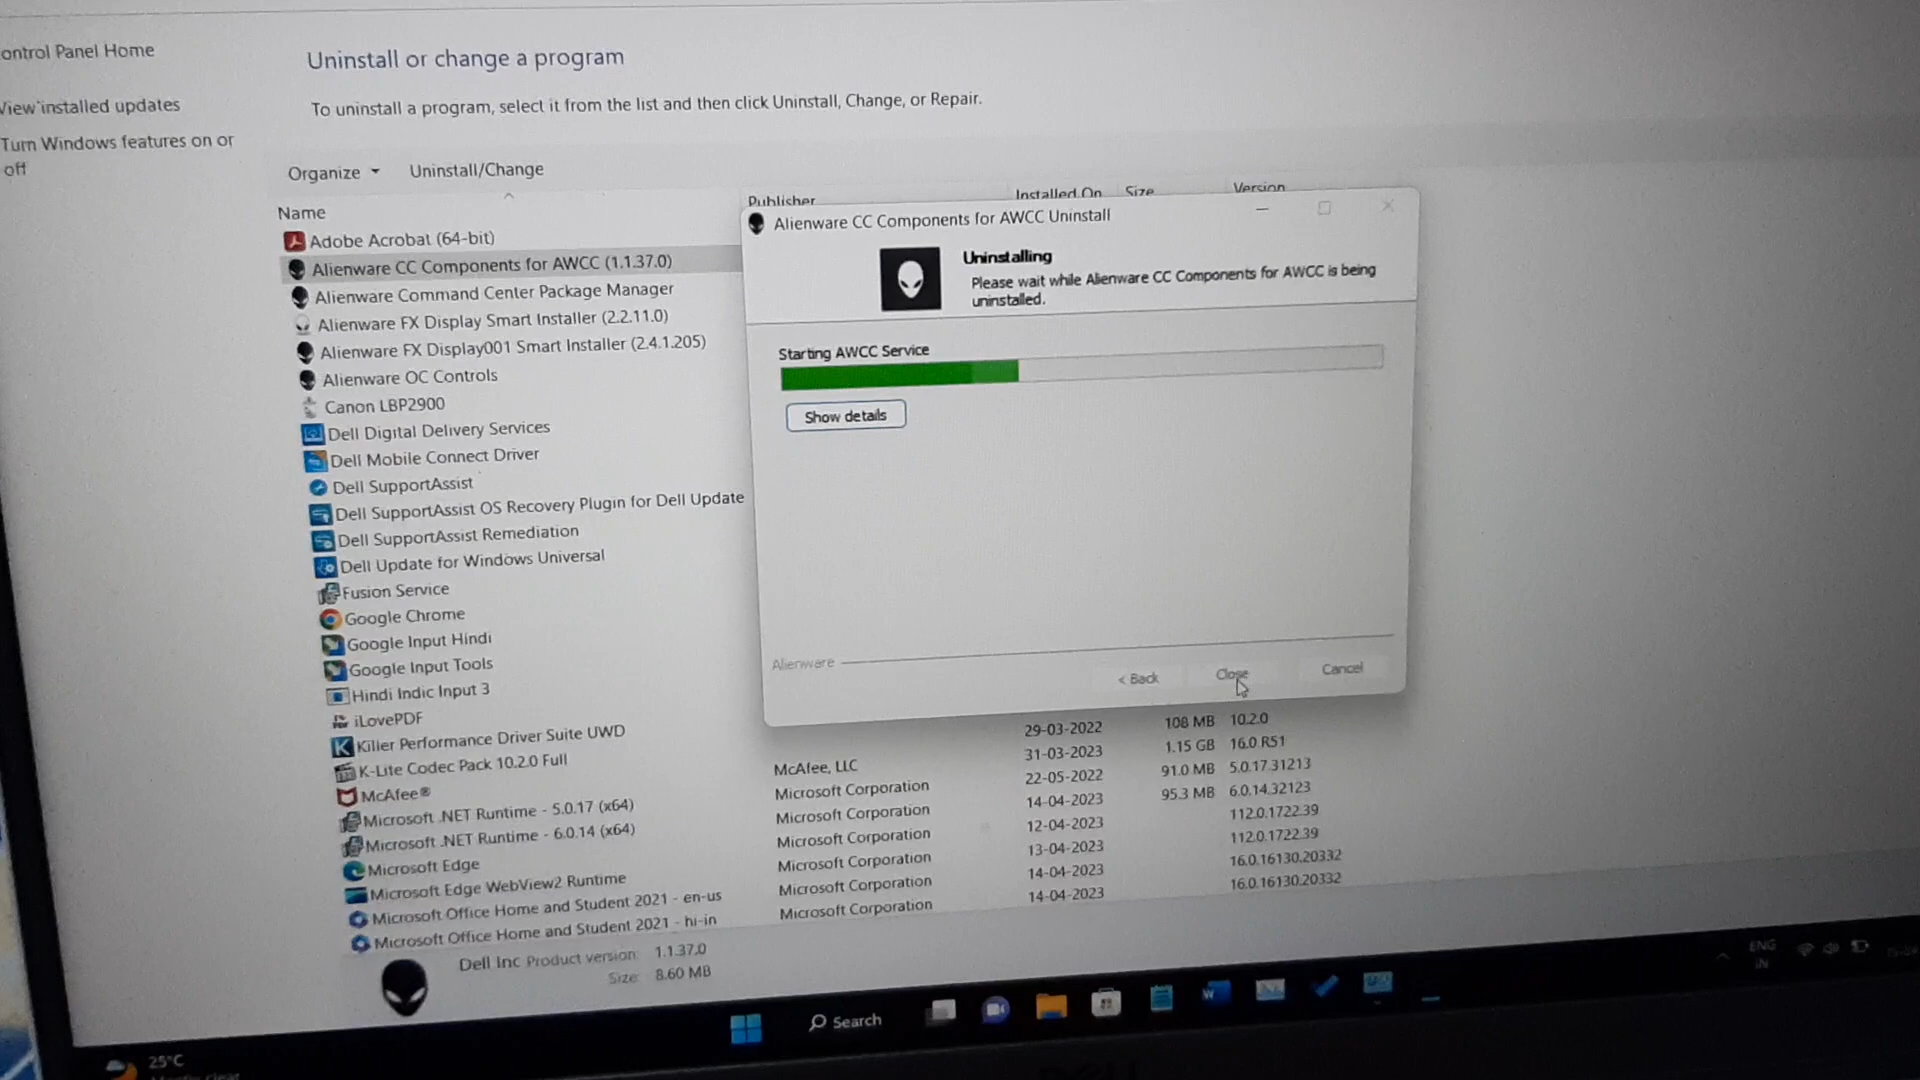 ontrol Panel Home
View installed updates
Turn Windows features on or
off
Uninstall or change a program
To uninstall a program, select it from the list and then click Uninstall, Change, or Repair.
Organize
Uninstall/Change
Name
Publisher
Installed On
Size
Version
Adobe Acrobat (64-bit)
Alienware CC Components for AWCC (1.1.37.0)
Alienware Command Center Package Manager
Alienware FX Display Smart Installer (2.2.11.0)
Alienware FX Display001 Smart Installer (2.4.1.205)
Alienware OC Controls
Canon LBP2900
Dell Digital Delivery Services
Dell Mobile Connect Driver
Dell SupportAssist
Dell SupportAssist OS Recovery Plugin for Dell Update
Dell SupportAssist Remediation
Dell Update for Windows Universal
Fusion Service
Google Chrome
Google Input Hindi
Google Input Tools
Hindi Indic Input 3
iLovePDF
Killer Performance Driver Suite UWD
K-Lite Codec Pack 10.2.0 Full
McAfee®
Microsoft .NET Runtime - 5.0.17 (x64)
Microsoft .NET Runtime - 6.0.14 (x64)
Microsoft Edge
Microsoft Edge WebView2 Runtime
Microsoft Office Home and Student 2021 - en-us
Microsoft Office Home and Student 2021 - hi-in
Alienware CC Components for AWCC Uninstall
Uninstalling
Please wait while Alienware CC Components for AWCC is being
uninstalled.
Starting AWCC Service
Show details
Alienware
< Back
Close
Cancel
29-03-2022 108 MB 10.2.0
McAfee, LLC 31-03-2023 1.15 GB 16.0 R51
Microsoft Corporation 22-05-2022 91.0 MB 5.0.17.31213
Microsoft Corporation 14-04-2023 95.3 MB 6.0.14.32123
Microsoft Corporation 12-04-2023 112.0.1722.39
Microsoft Corporation 13-04-2023 112.0.1722.39
Microsoft Corporation 14-04-2023 16.0.16130.20332
Microsoft Corporation 14-04-2023 16.0.16130.20332
Dell Inc Product version: 1.1.37.0
Size: 8.60 MB
25°C
Search
ENG
IN